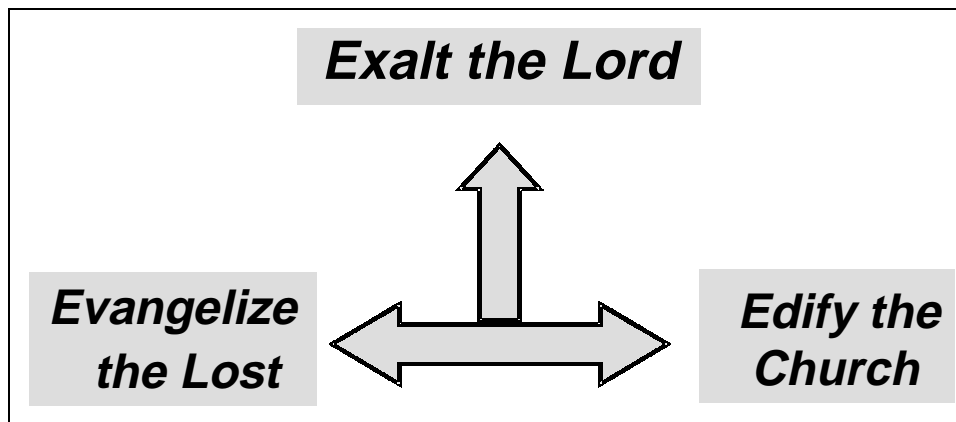 Exalt the Lord
Evangelize
the Lost
Edify the
Church